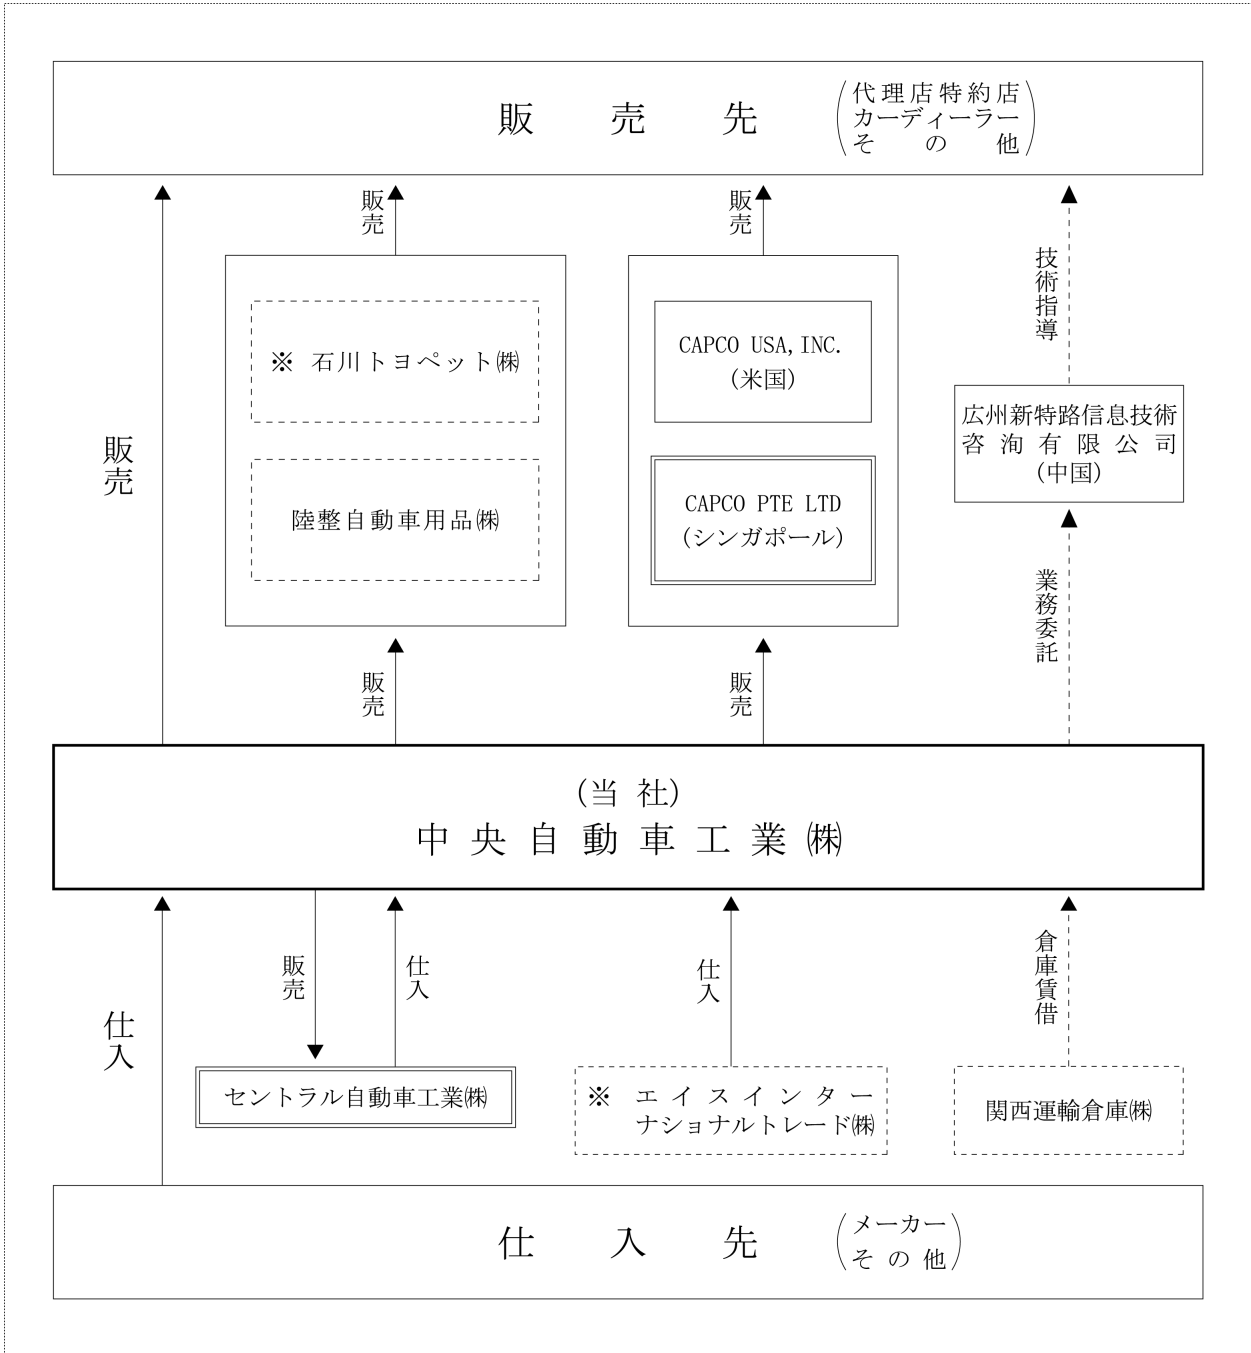 販売先
(代理店特約店
カーディーラー
その他)
販売
販売
販売
技術指導
※ 石川トヨペット㈱
CAPCO USA, INC.
(米国)
広州新特路信息技術
咨洵有限公司
(中国)
陸整自動車用品㈱
CAPCO PTE LTD
(シンガポール)
販売
販売
業務委託
(当社)
中央自動車工業㈱
仕入
販売
仕入
仕入
倉庫賃借
セントラル自動車工業㈱
※ エイスインター
ナショナルトレード㈱
関西運輸倉庫㈱
仕入先
(メーカー
その他)